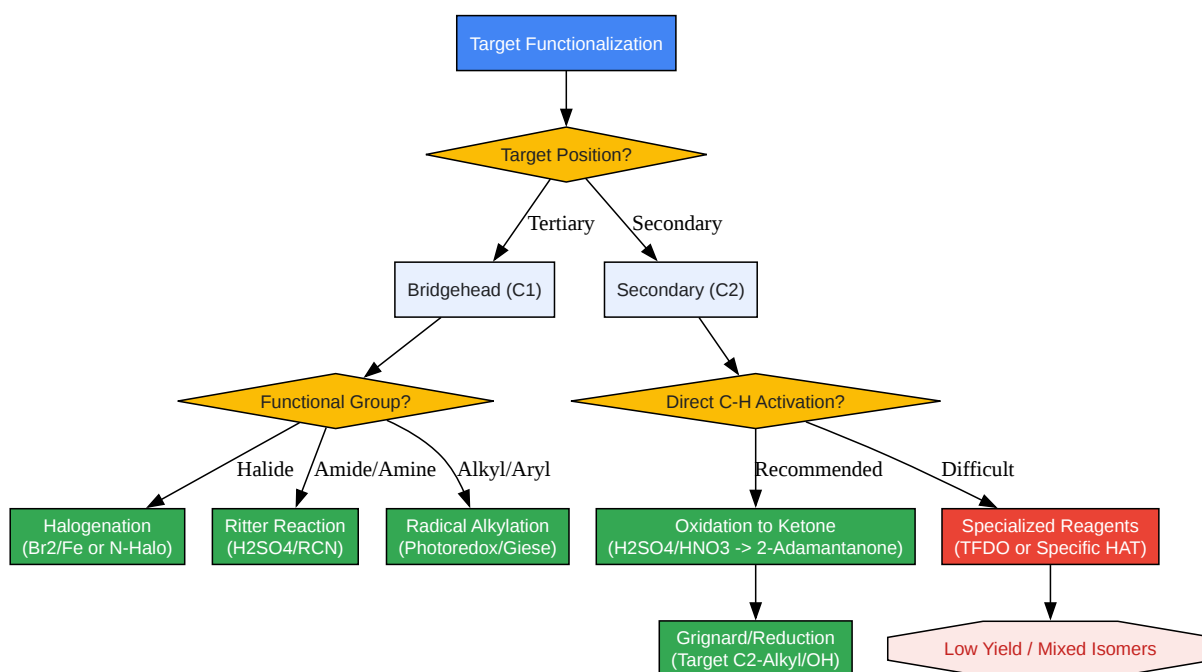 Target Functionalization
Target Position?
Tertiary
Secondary
Bridgehead (C1)
Secondary (C2)
Functional Group?
Direct C-H Activation?
Halide
Amide/Amine
Alkyl/Aryl
Recommended
Difficult
Halogenation
(Br2/Fe or N-Halo)
Ritter Reaction
(H2SO4/RCN)
Radical Alkylation
(Photoredox/Giese)
Oxidation to Ketone
(H2SO4/HNO3 -> 2-Adamantanone)
Specialized Reagents
(TFDO or Specific HAT)
Grignard/Reduction
(Target C2-Alkyl/OH)
Low Yield / Mixed Isomers